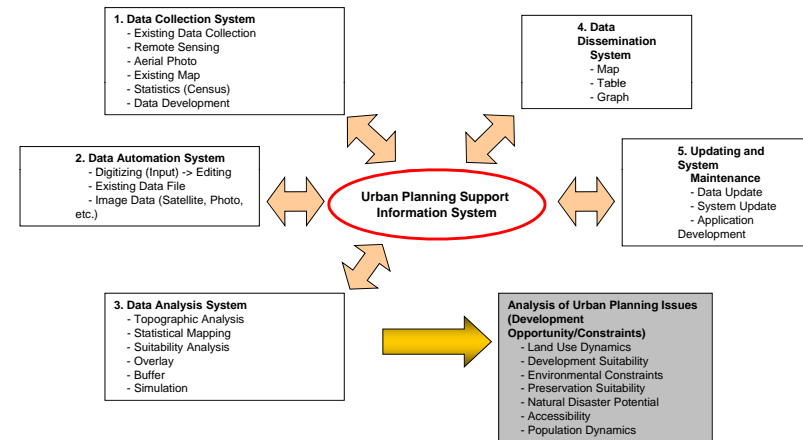 1. Data Collection System
- Existing Data Collection
- Remote Sensing
- Aerial Photo
- Existing Map
- Statistics (Census)
- Data Development
4. Data
Dissemination
System
- Map
- Table
- Graph
2. Data Automation System
- Digitizing (Input) -> Editing
- Existing Data File
- Image Data (Satellite, Photo,
etc.)
Urban Planning Support
Information System
5. Updating and
System
Maintenance
- Data Update
- System Update
- Application
Development
3. Data Analysis System
- Topographic Analysis
- Statistical Mapping
- Suitability Analysis
- Overlay
- Buffer
- Simulation
Analysis of Urban Planning Issues
(Development
Opportunity/Constraints)
- Land Use Dynamics
- Development Suitability
- Environmental Constraints
- Preservation Suitability
- Natural Disaster Potential
- Accessibility
- Population Dynamics